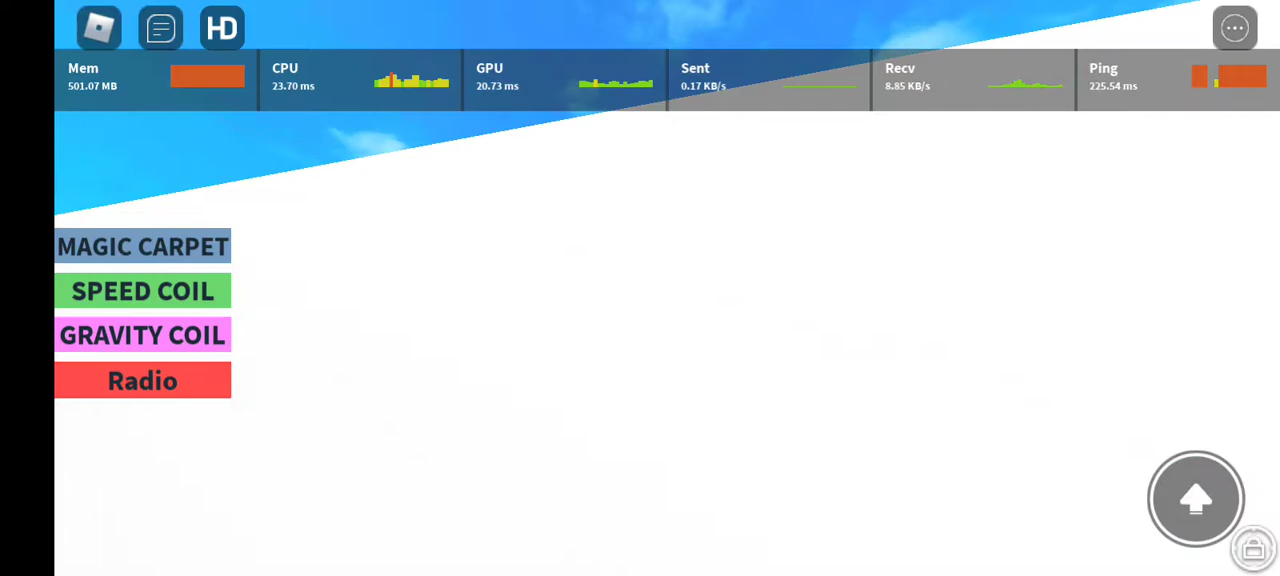 HD
Mem
501.07 MB
CPU
23.70 ms
GPU
20.73 ms
Sent
0.17 KB/s
Recv
8.85 KB/s
Ping
225.54 ms
MAGIC CARPET
SPEED COIL
GRAVITY COIL
Radio